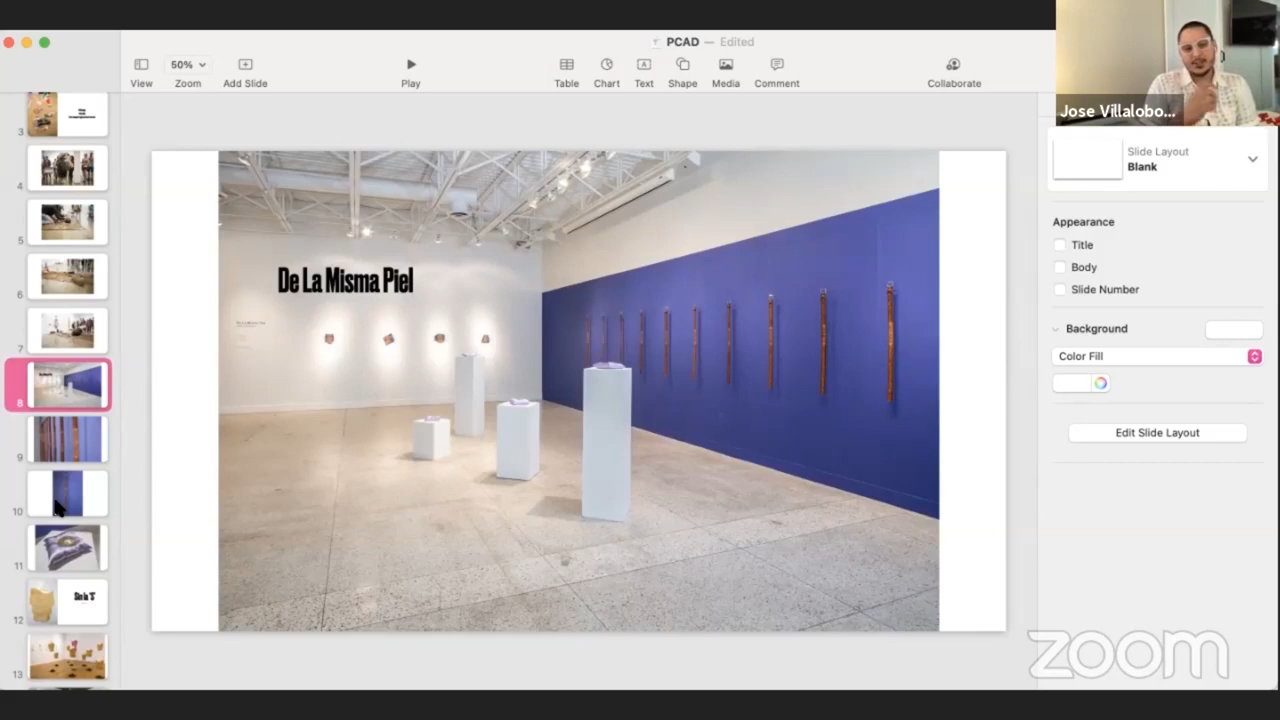 PCAD — Edited
50%
View
Zoom
Add Slide
Play
Table
Chart
Text
Shape
Media
Comment
Collaborate
Jose Villalobo...
3
4
5
6
7
8
9
10
11
12
13
De La Misma Piel
Sin la "S"
Slide Layout
Blank
Appearance
Title
Body
Slide Number
Background
Color Fill
Edit Slide Layout
zoom